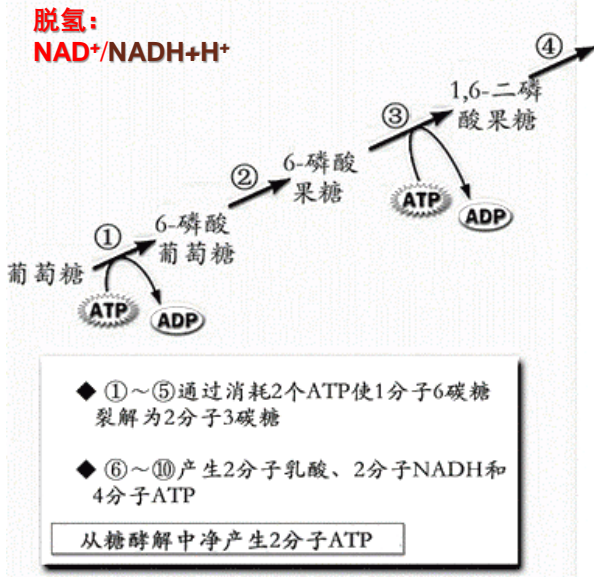 脱氢：
NAD⁺/NADH+H⁺
④
1,6-二磷
酸果糖
③
6-磷酸
果糖
②
ATP
ADP
6-磷酸
葡萄糖
①
葡萄糖
ATP
ADP
◆ ①～⑤通过消耗2个ATP使1分子6碳糖
裂解为2分子3碳糖
◆ ⑥～⑩产生2分子乳酸、2分子NADH和
4分子ATP
从糖酵解中净产生2分子ATP